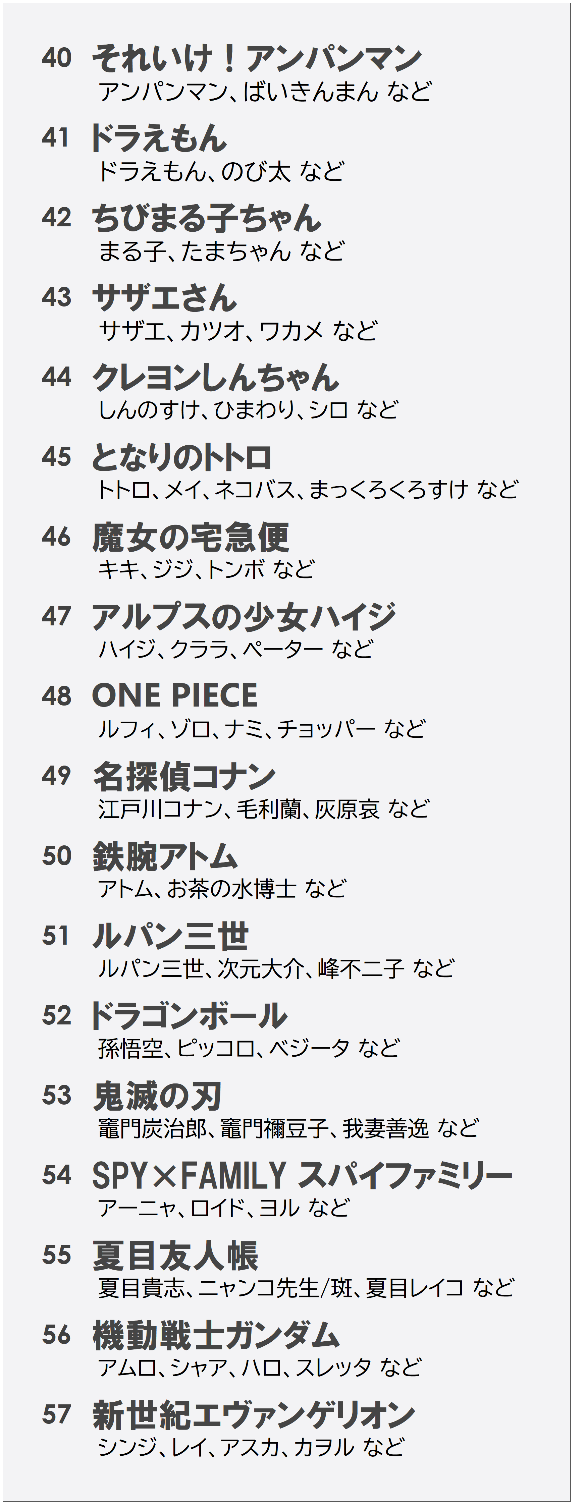 40 それいけ！アンパンマン
アンパンマン、ばいきんまん など
41 ドラえもん
ドラえもん、のび太 など
42 ちびまる子ちゃん
まる子、たまちゃん など
43 サザエさん
サザエ、カツオ、ワカメ など
44 クレヨンしんちゃん
しんのすけ、ひまわり、シロ など
45 となりのトトロ
トトロ、メイ、ネコバス、まっくろくろすけ など
46 魔女の宅急便
キキ、ジジ、トンボ など
47 アルプスの少女ハイジ
ハイジ、クララ、ペーター など
48 ONE PIECE
ルフィ、ゾロ、ナミ、チョッパー など
49 名探偵コナン
江戸川コナン、毛利蘭、灰原哀 など
50 鉄腕アトム
アトム、お茶の水博士 など
51 ルパン三世
ルパン三世、次元大介、峰不二子 など
52 ドラゴンボール
孫悟空、ピッコロ、ベジータ など
53 鬼滅の刃
竈門炭治郎、竈門禰豆子、我妻善逸 など
54 SPY×FAMILY スパイファミリー
アーニャ、ロイド、ヨル など
55 夏目友人帳
夏目貴志、ニャンコ先生/斑、夏目レイコ など
56 機動戦士ガンダム
アムロ、シャア、ハロ、スレッタ など
57 新世紀エヴァンゲリオン
シンジ、レイ、アスカ、カヲル など